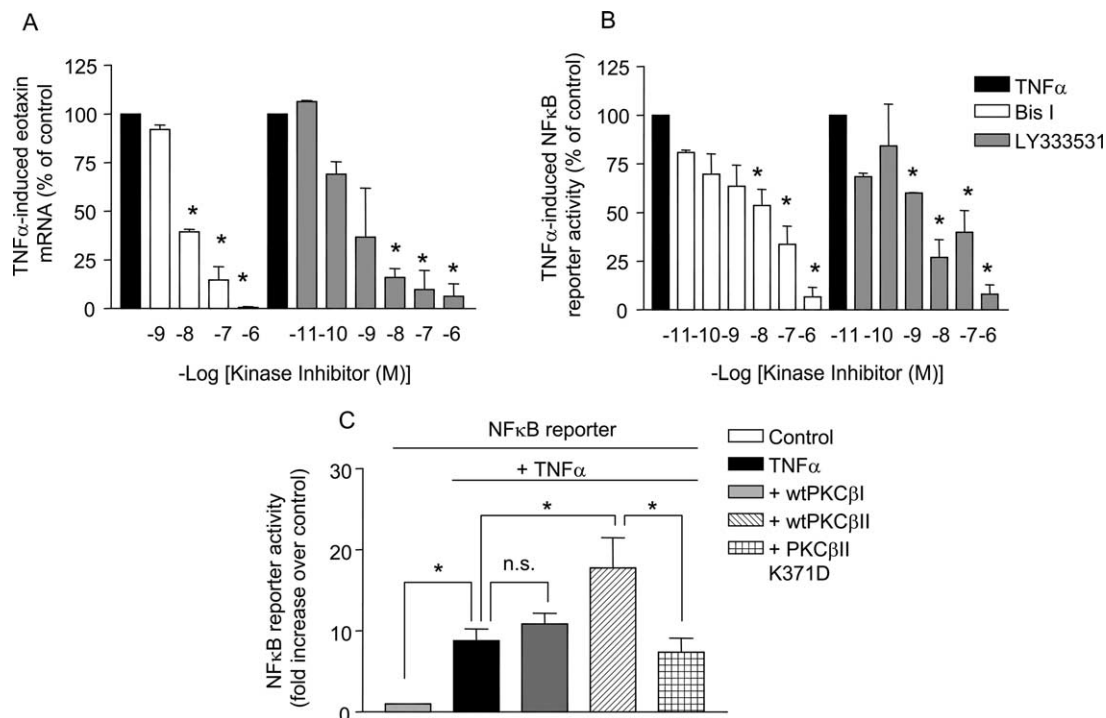 A
TNFα-induced eotaxin
mRNA (% of control)
125
100
75
50
25
0
* * * * * *
-9 -8 -7 -6 -11 -10 -9 -8 -7 -6
-Log [Kinase Inhibitor (M)]
B
TNFα-induced NFκB
reporter activity (% of control)
125
100
75
50
25
0
* * * * * * *
-11 -10 -9 -8 -7 -6 -11 -10 -9 -8 -7 -6
-Log [Kinase Inhibitor (M)]
TNFα
Bis I
LY333531
C
NFκB reporter
+ TNFα
NFκB reporter activity
(fold increase over control)
30
20
10
0
* n.s. * *
Control
TNFα
+ wtPKCβI
+ wtPKCβII
+ PKCβII
K371D